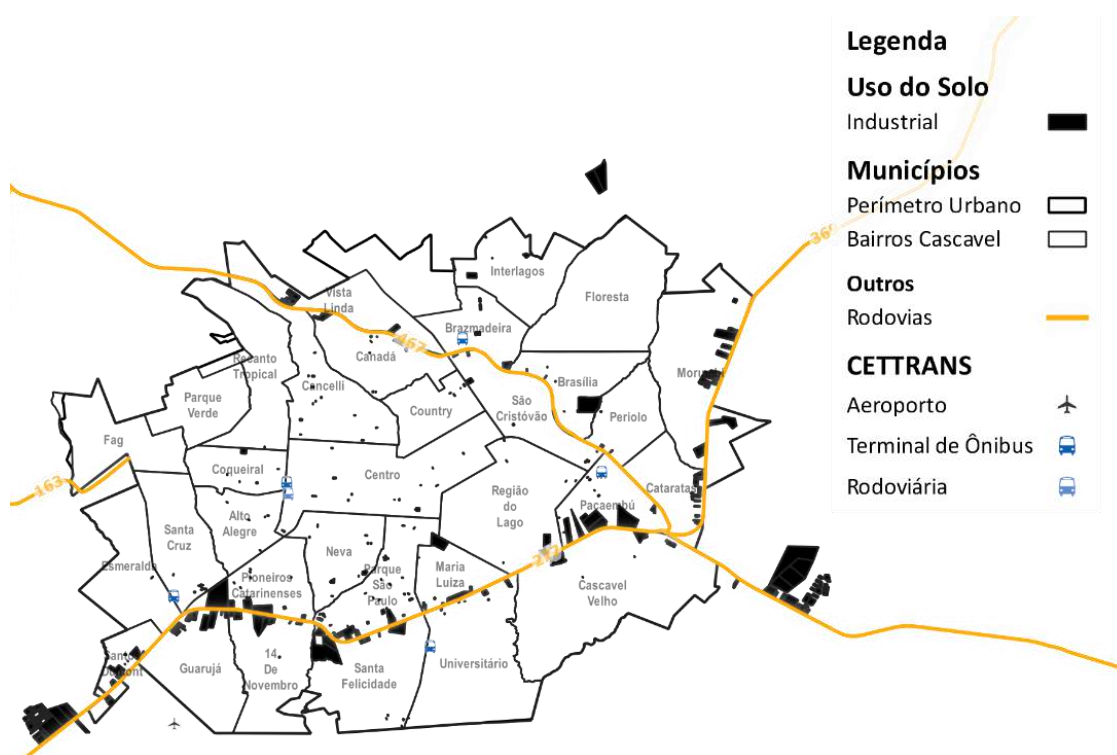 Legenda
Uso do Solo
Industrial
Municípios
Perímetro Urbano
Bairros Cascavel
Outros
Rodovias
CETTRANS
Aeroporto
Terminal de Ônibus
Rodoviária
369
Interlagos
Floresta
Vista
Linda
Brazmadeira
467
Canadá
Recanto
Tropical
Cancelli
Brasília
Parque
Verde
Country
São
Cristóvão
Periolo
Fag
Coqueiral
Centro
163
Região
do
Lago
Cataratas
Pacaembú
Alto
Alegre
Santa
Cruz
Neva
277
Esmeralda
Maria
Luiza
Parque
São
Paulo
Pioneiros
Catarinenses
Cascavel
Velho
14
De
Novembro
Guarujá
Santa
Felicidade
Universitário